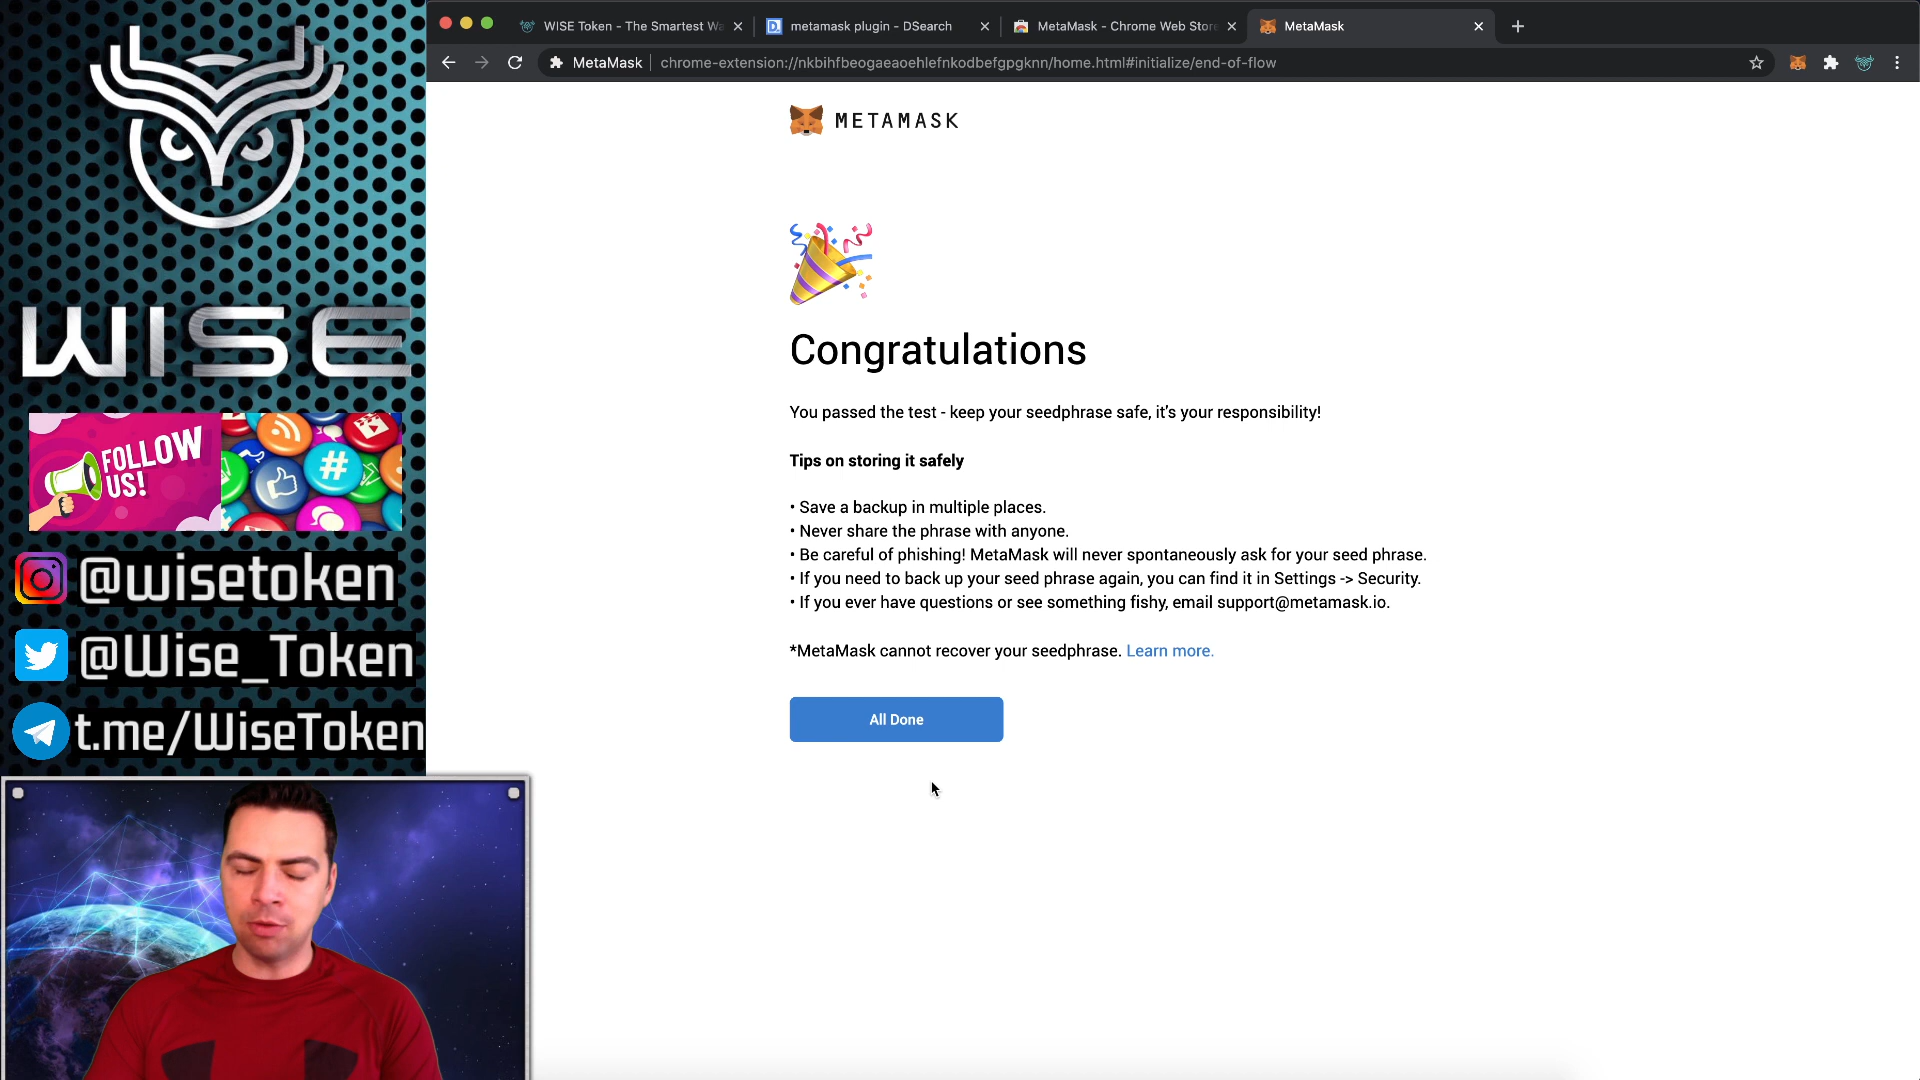 WISE
FOLLOW
US!
#
@wisetoken
@Wise_Token
t.me/WiseToken
WISE Token - The Smartest Wa
metamask plugin - DSearch
MetaMask - Chrome Web Store
MetaMask
MetaMask
chrome-extension://nkbihfbeogaeaoehlefnkodbefgpgknn/home.html#initialize/end-of-flow
METAMASK
Congratulations
You passed the test - keep your seedphrase safe, it's your responsibility!
Tips on storing it safely
• Save a backup in multiple places.
• Never share the phrase with anyone.
• Be careful of phishing! MetaMask will never spontaneously ask for your seed phrase.
• If you need to back up your seed phrase again, you can find it in Settings -> Security.
• If you ever have questions or see something fishy, email support@metamask.io.
*MetaMask cannot recover your seedphrase. Learn more.
All Done